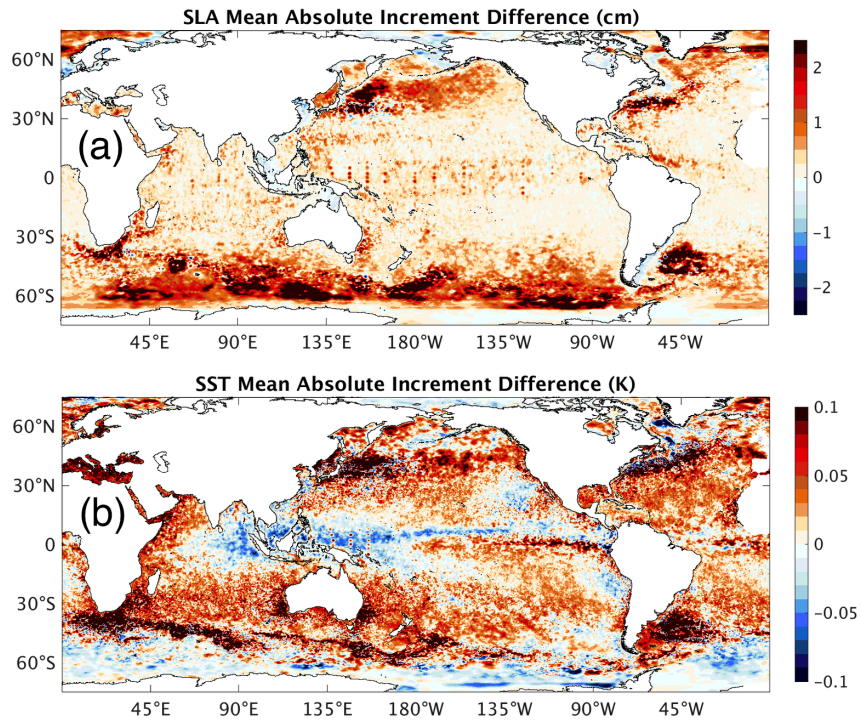 SLA Mean Absolute Increment Difference (cm)
60°N
30°N
0
30°S
60°S
(a)
45°E 90°E 135°E 180°W 135°W 90°W 45°W
2
1
0
-1
-2
SST Mean Absolute Increment Difference (K)
60°N
30°N
0
30°S
60°S
(b)
45°E 90°E 135°E 180°W 135°W 90°W 45°W
0.1
0.05
0
-0.05
-0.1